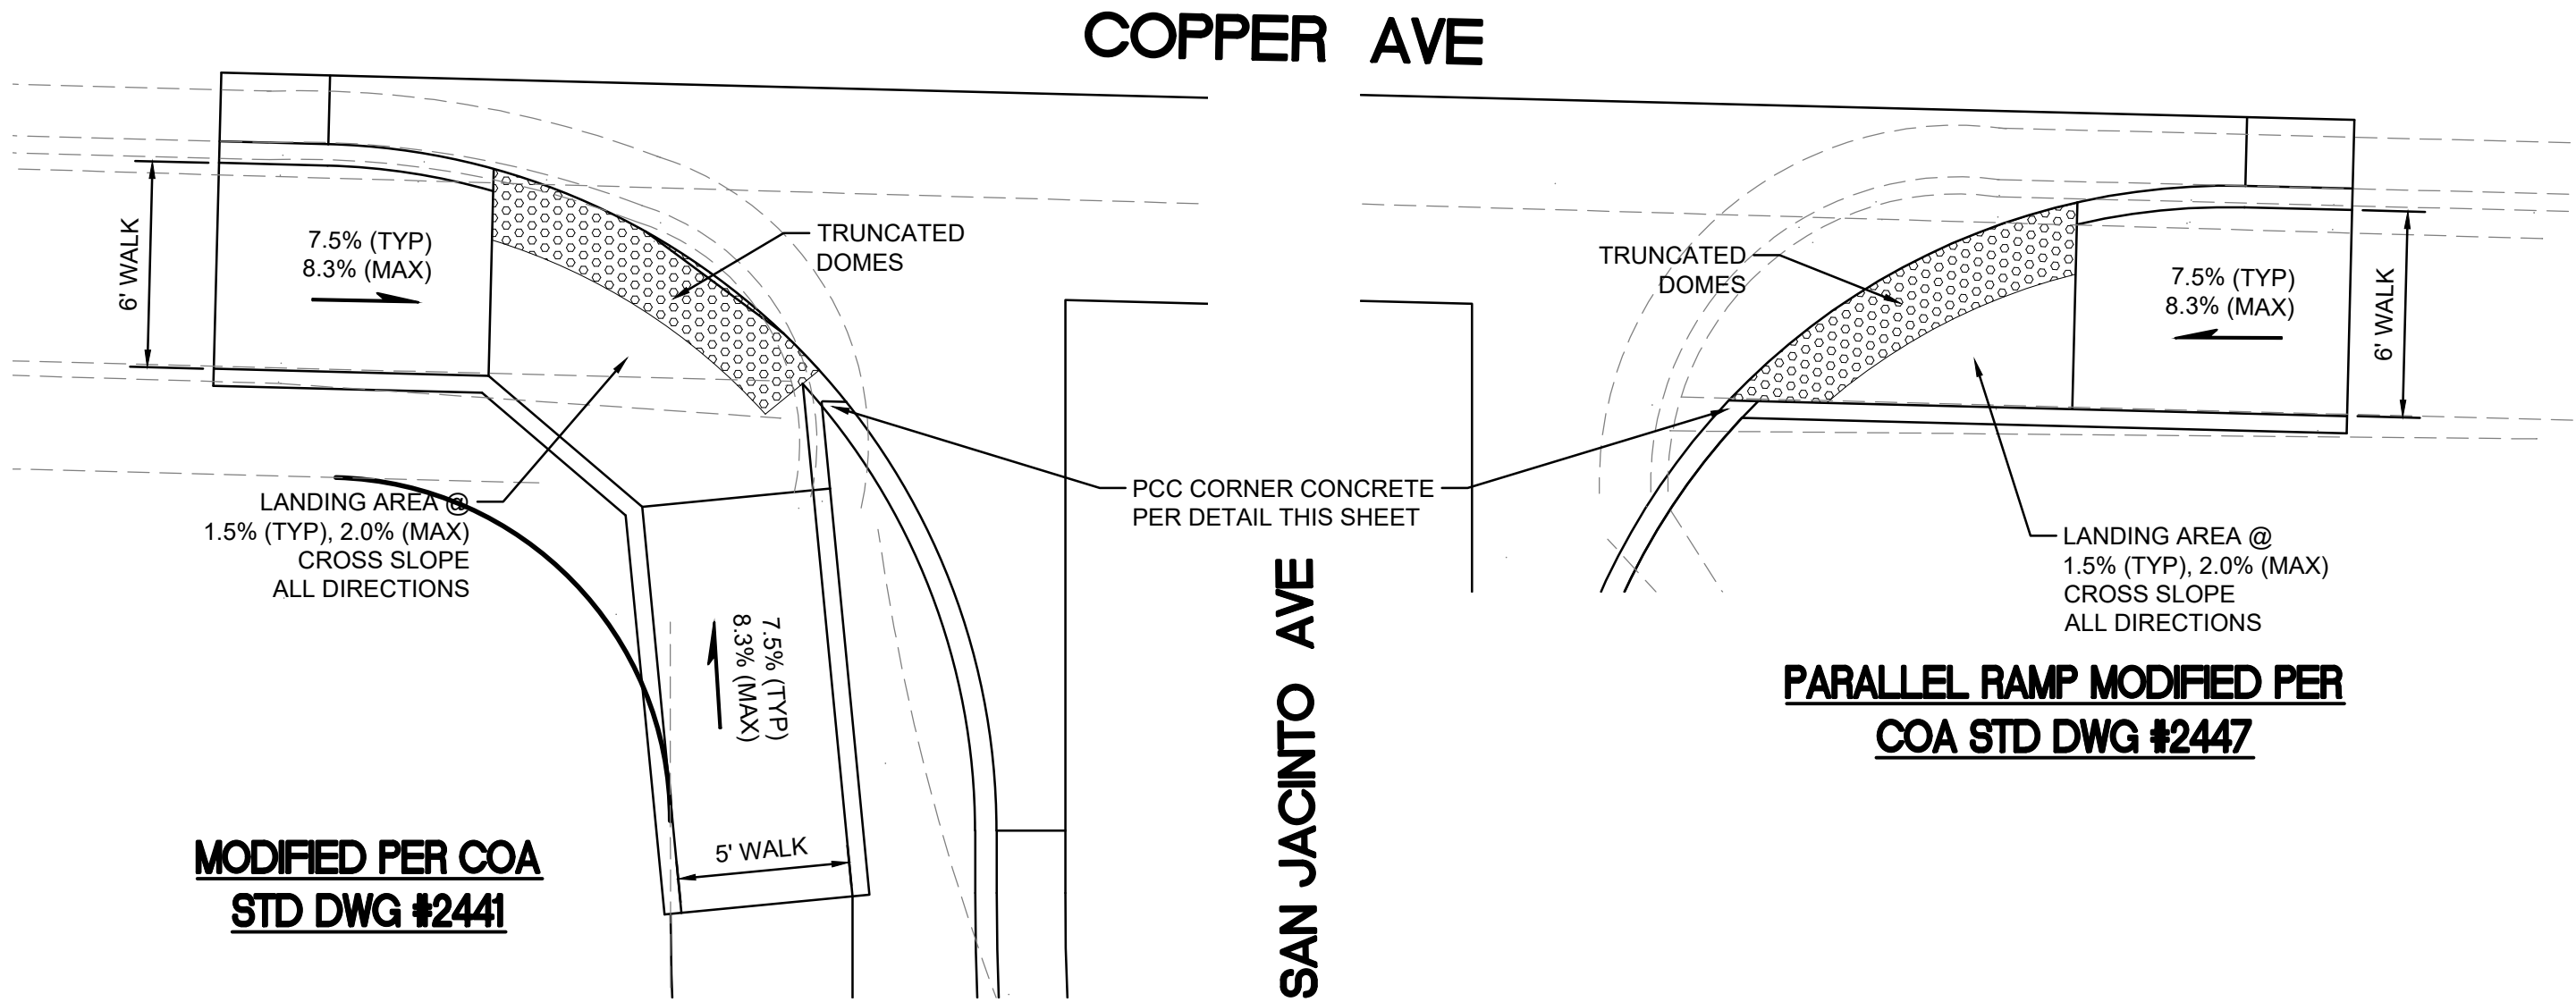 COPPER AVE
6' WALK
7.5% (TYP)
8.3% (MAX)
TRUNCATED
DOMES
LANDING AREA @
1.5% (TYP), 2.0% (MAX)
CROSS SLOPE
ALL DIRECTIONS
7.5% (TYP)
8.3% (MAX)
5' WALK
MODIFIED PER COA
STD DWG #2441
PCC CORNER CONCRETE
PER DETAIL THIS SHEET
SAN JACINTO AVE
TRUNCATED
DOMES
7.5% (TYP)
8.3% (MAX)
6' WALK
LANDING AREA @
1.5% (TYP), 2.0% (MAX)
CROSS SLOPE
ALL DIRECTIONS
PARALLEL RAMP MODIFIED PER
COA STD DWG #2447